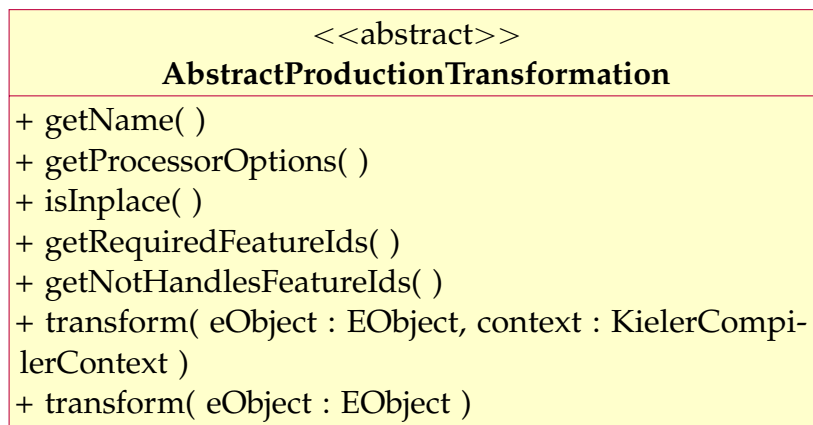 <<abstract>>
AbstractProductionTransformation
+ getName( )
+ getProcessorOptions( )
+ isInplace( )
+ getRequiredFeatureIds( )
+ getNotHandlesFeatureIds( )
+ transform( eObject : EObject, context : KielerCompi-
lerContext )
+ transform( eObject : EObject )